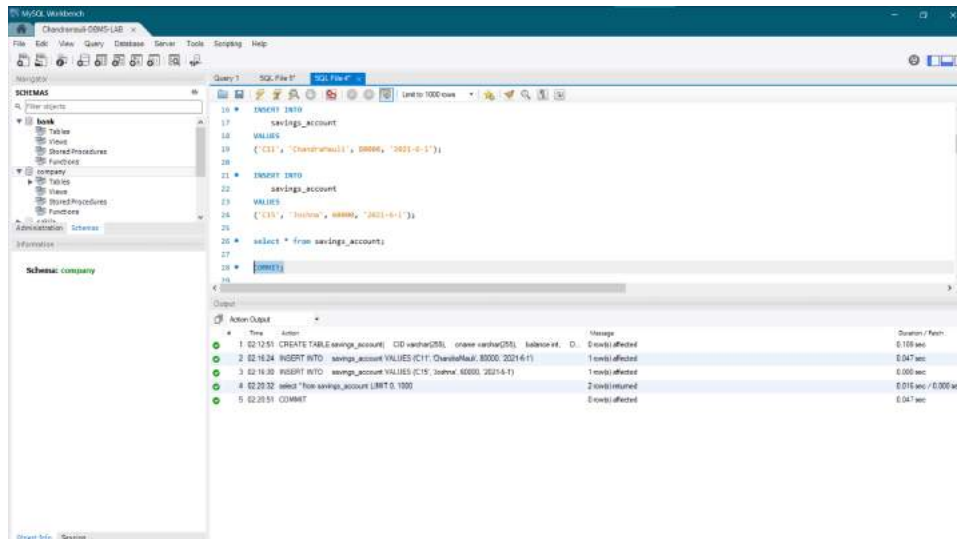 MySQL Workbench
Chandramauli-DBMS-LAB ×
File Edit View Query Database Server Tools Scripting Help
Navigator
SCHEMAS
Filter objects
bank
Tables
Views
Stored Procedures
Functions
company
Tables
Views
Stored Procedures
Functions
Administration Schemas
Information
Schema: company
Query 1 SQL File 3* SQL File 4* ×
Limit to 1000 rows
16 INSERT INTO
17 savings_account
18 VALUES
19 ('C11', 'ChandraMauli', 80000, '2021-6-1');
20
21 INSERT INTO
22 savings_account
23 VALUES
24 ('C15', 'Joshna', 60000, '2021-6-1');
25
26 select * from savings_account;
27
28 COMMIT;
29
Output
Action Output
# Time Action Message Duration / Fetch
1 02:12:51 CREATE TABLE savings_account( CID varchar(255), cname varchar(255), balance int, D... 0 row(s) affected 0.109 sec
2 02:16:24 INSERT INTO savings_account VALUES ('C11', 'ChandraMauli', 80000, '2021-6-1') 1 row(s) affected 0.047 sec
3 02:16:30 INSERT INTO savings_account VALUES ('C15', 'Joshna', 60000, '2021-6-1') 1 row(s) affected 0.000 sec
4 02:20:32 select * from savings_account LIMIT 0, 1000 2 row(s) returned 0.016 sec / 0.000 se
5 02:20:51 COMMIT 0 row(s) affected 0.047 sec
Object Info Session